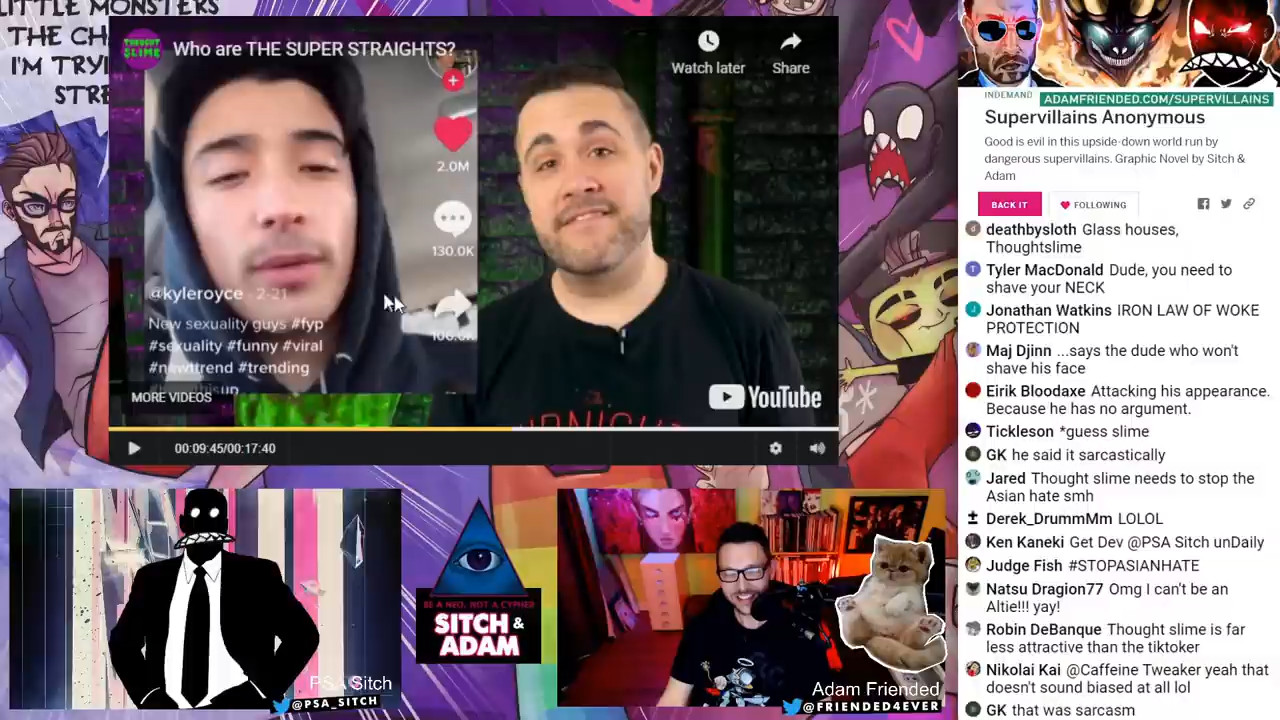 LITTLE MONSTERS
THE CH
I'M TRYI
STRE
THOUGHT
SLIME
Who are THE SUPER STRAIGHTS?
Watch later
Share
2.0M
130.0K
@kyleroyce · 2-21
New sexuality guys #fyp
#sexuality #funny #viral
#newtrend #trending
MORE VIDEOS
YouTube
00:09:45/00:17:40
BE A NEO, NOT A CYPHER
SITCH &
ADAM
PSA Sitch
@PSA_SITCH
Adam Friended
@FRIENDED4EVER
INDEMAND
ADAMFRIENDED.COM/SUPERVILLAINS
Supervillains Anonymous
Good is evil in this upside-down world run by
dangerous supervillains. Graphic Novel by Sitch &
Adam
BACK IT
FOLLOWING
deathbysloth Glass houses,
Thoughtslime
Tyler MacDonald Dude, you need to
shave your NECK
Jonathan Watkins IRON LAW OF WOKE
PROTECTION
Maj Djinn ...says the dude who won't
shave his face
Eirik Bloodaxe Attacking his appearance.
Because he has no argument.
Tickleson *guess slime
GK he said it sarcastically
Jared Thought slime needs to stop the
Asian hate smh
Derek_DrummMm LOLOL
Ken Kaneki Get Dev @PSA Sitch unDaily
Judge Fish #STOPASIANHATE
Natsu Dragion77 Omg I can't be an
Altie!!! yay!
Robin DeBanque Thought slime is far
less attractive than the tiktoker
Nikolai Kai @Caffeine Tweaker yeah that
doesn't sound biased at all lol
GK that was sarcasm